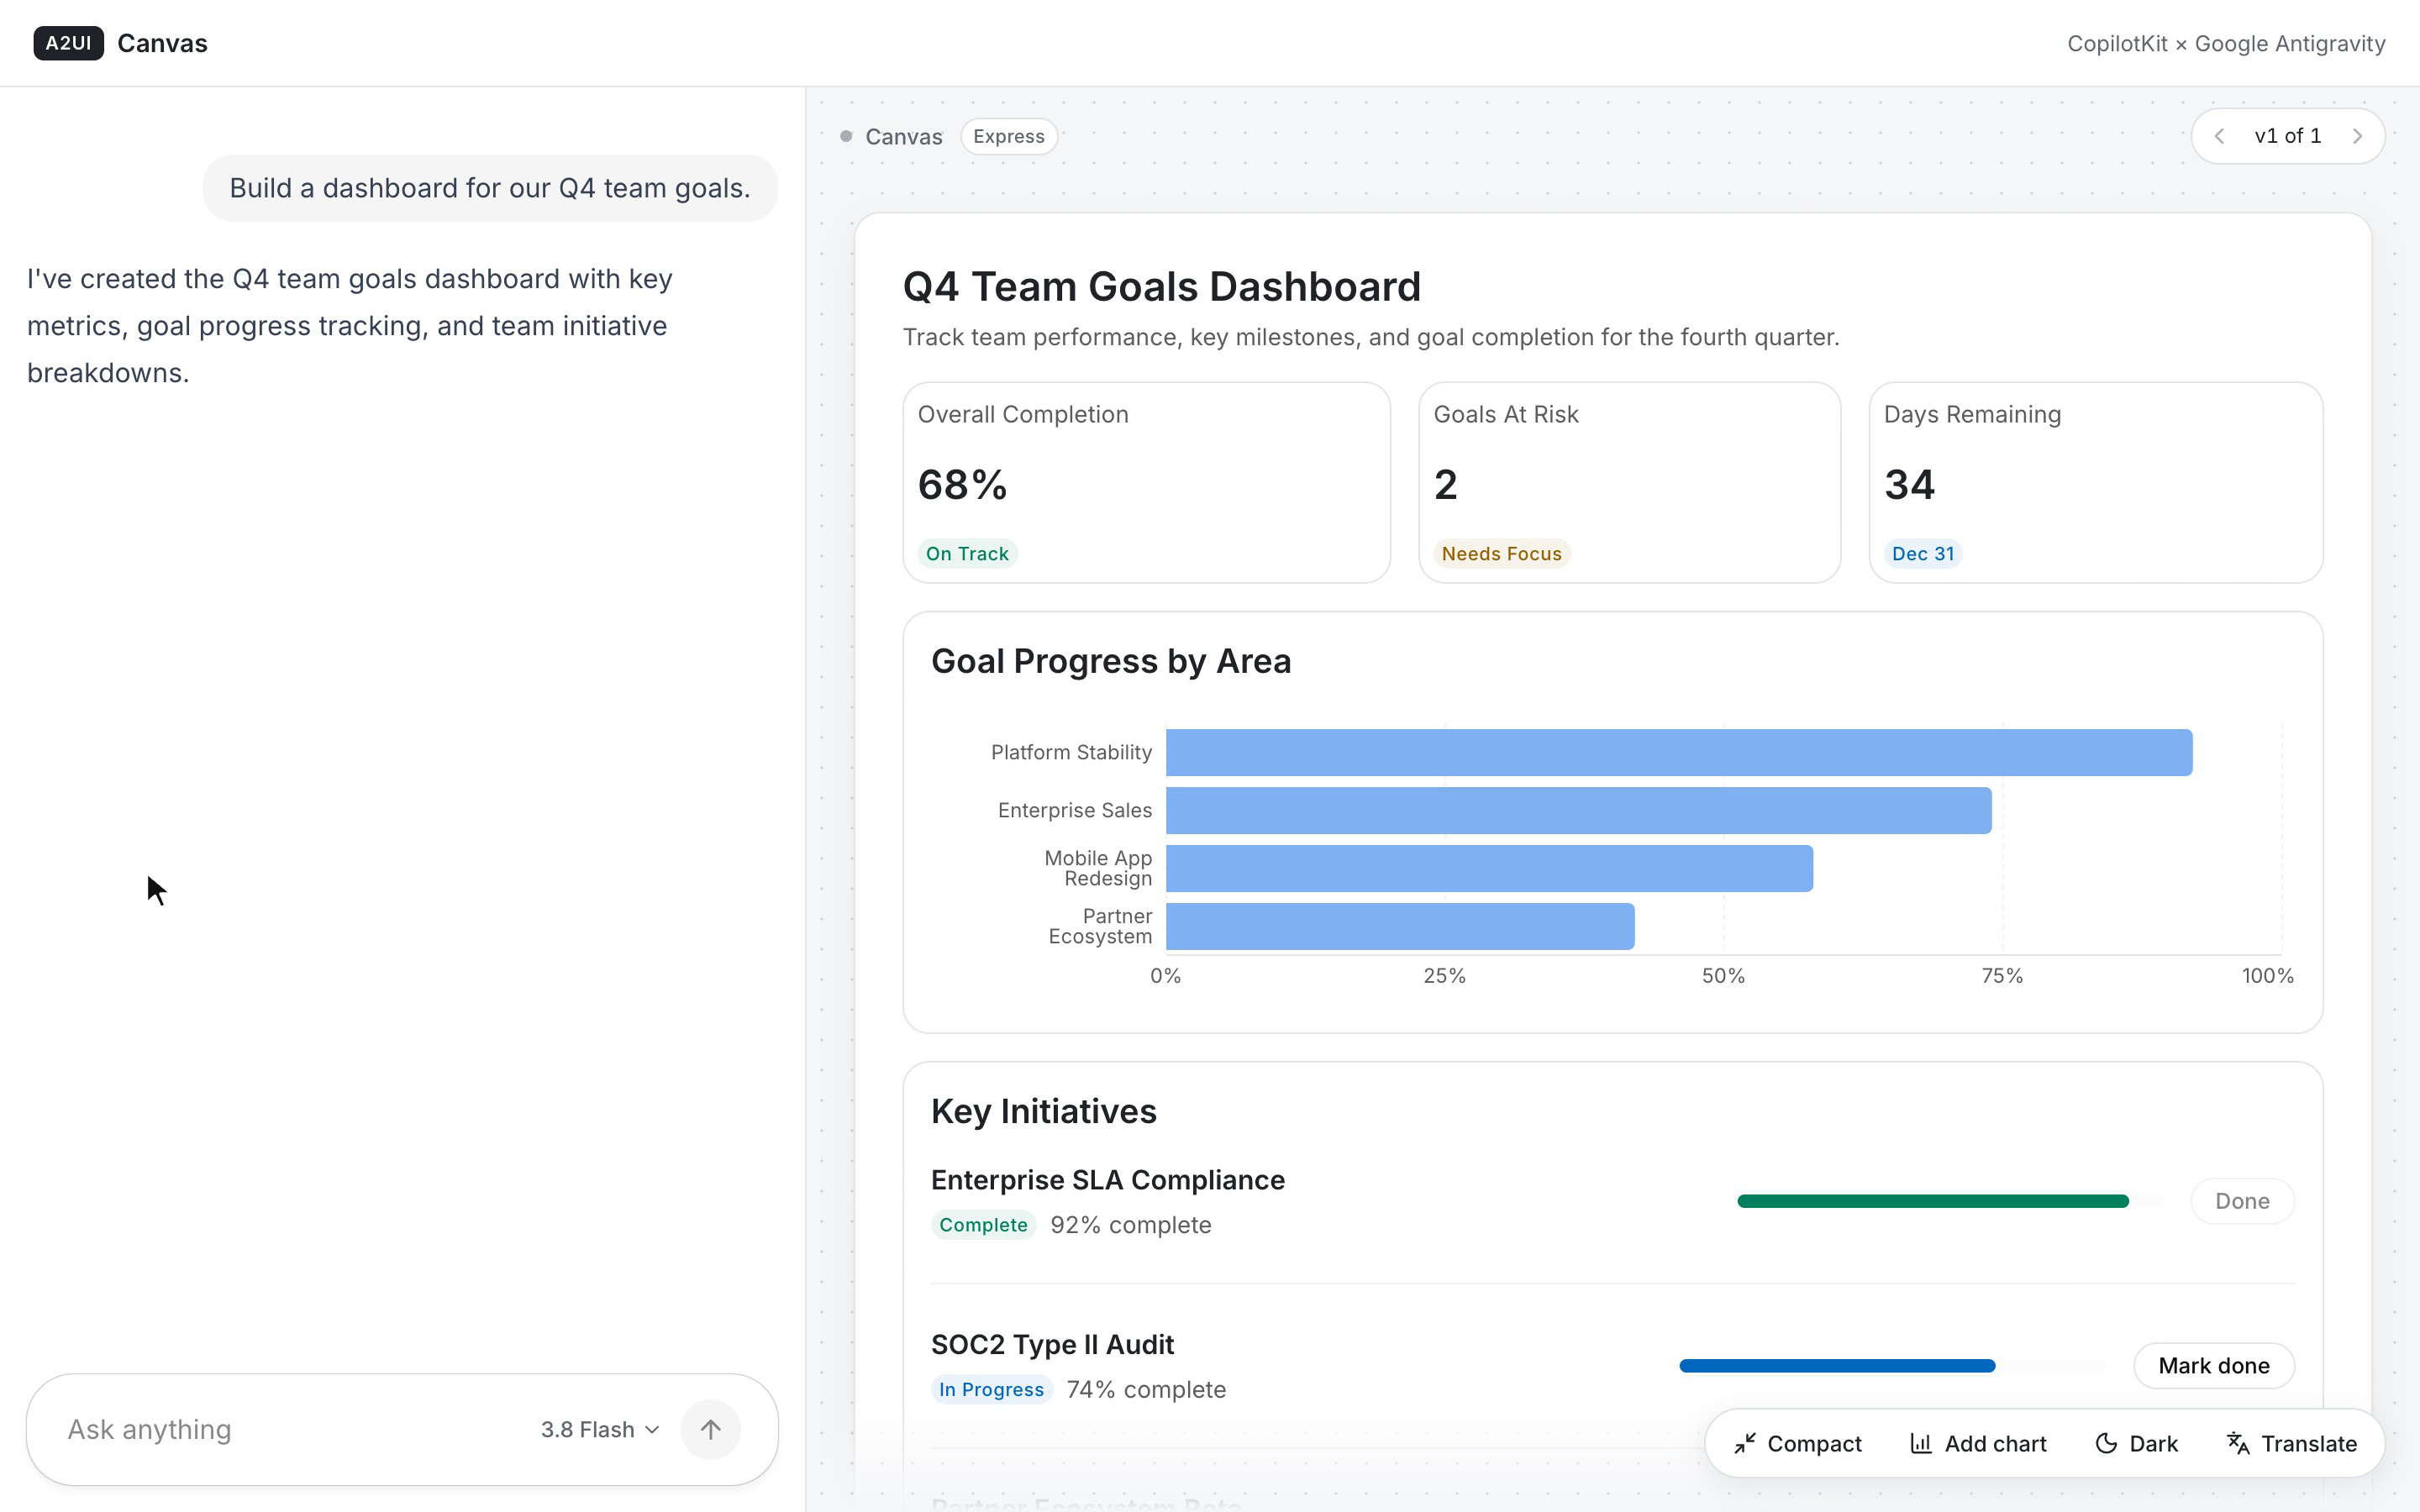 A2UI Canvas
CopilotKit × Google Antigravity
Build a dashboard for our Q4 team goals.
I've created the Q4 team goals dashboard with key
metrics, goal progress tracking, and team initiative
breakdowns.
Ask anything
3.8 Flash
Canvas
Express
v1 of 1
Q4 Team Goals Dashboard
Track team performance, key milestones, and goal completion for the fourth quarter.
Overall Completion
68%
On Track
Goals At Risk
2
Needs Focus
Days Remaining
34
Dec 31
Goal Progress by Area
Platform Stability
Enterprise Sales
Mobile App
Redesign
Partner
Ecosystem
0% 25% 50% 75% 100%
Key Initiatives
Enterprise SLA Compliance
Complete 92% complete
Done
SOC2 Type II Audit
In Progress 74% complete
Mark done
Partner Ecosystem Beta
Compact
Add chart
Dark
Translate